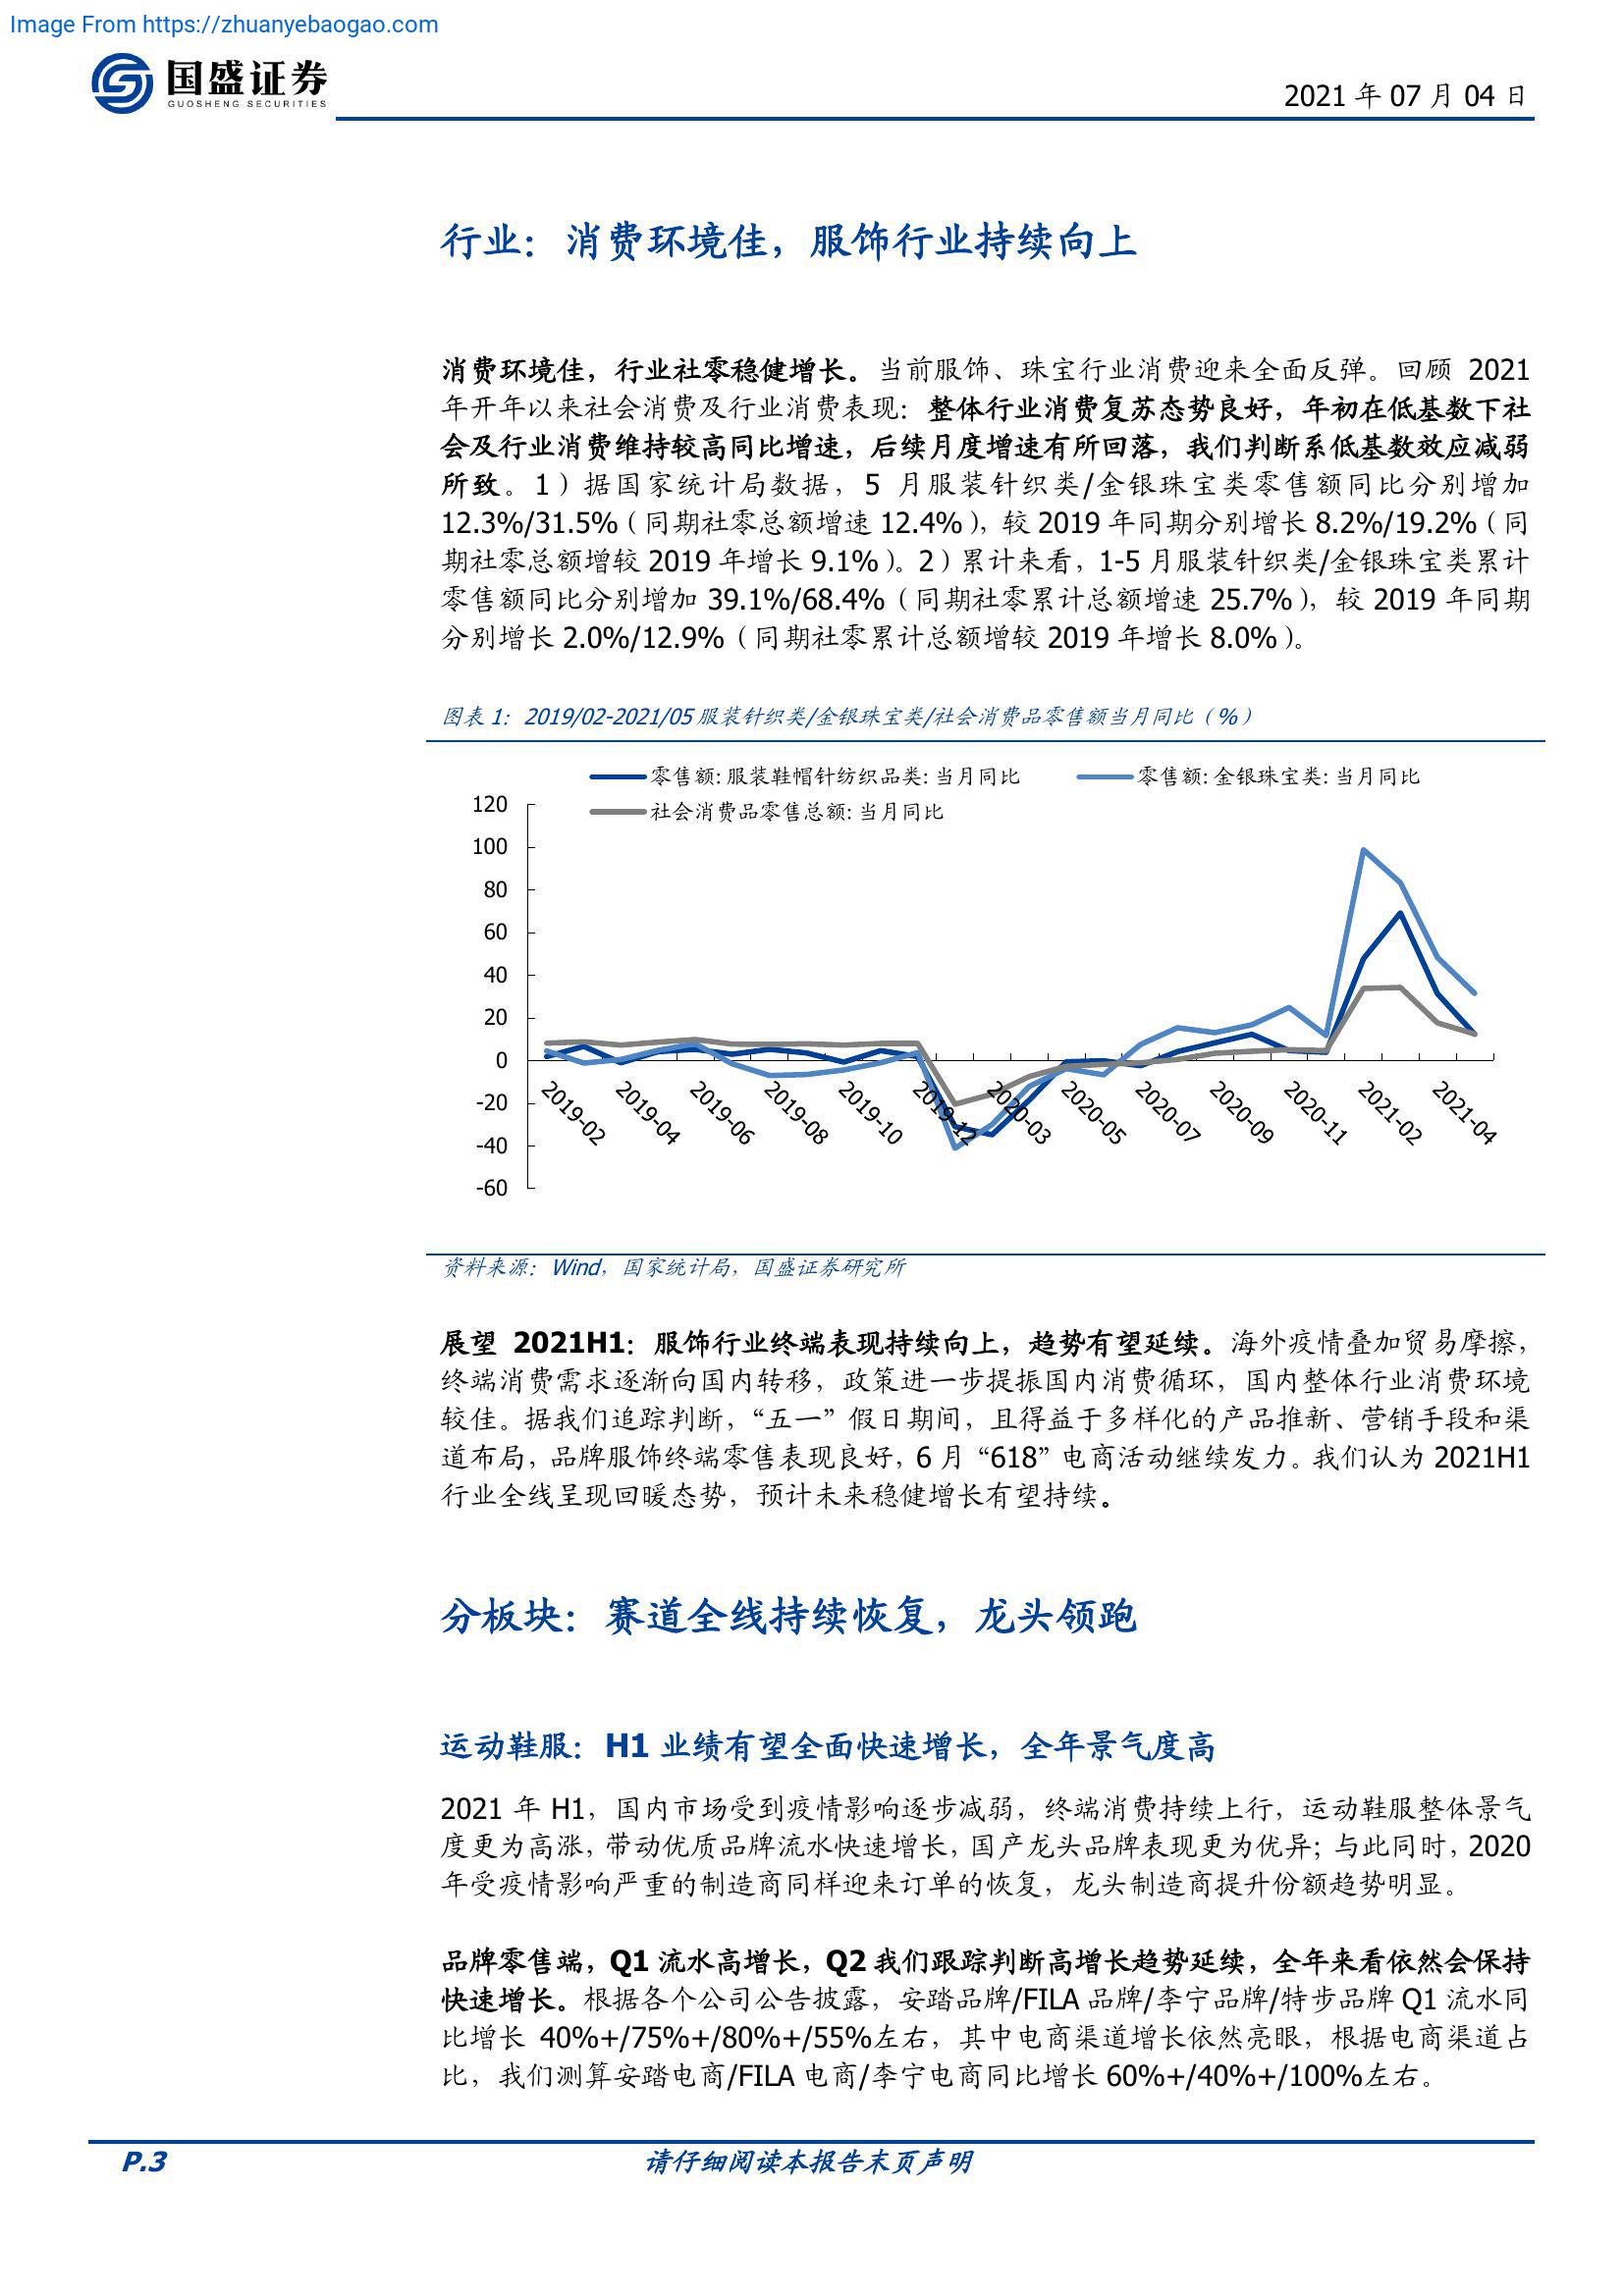 Image From https://zhuanyebaogao.com
国盛证券
GUOSHENG SECURITIES
2021 年 07 月 04 日
行业：消费环境佳，服饰行业持续向上
消费环境佳，行业社零稳健增长。当前服饰、珠宝行业消费迎来全面反弹。回顾 2021
年开年以来社会消费及行业消费表现：整体行业消费复苏态势良好，年初在低基数下社
会及行业消费维持较高同比增速，后续月度增速有所回落，我们判断系低基数效应减弱
所致。1）据国家统计局数据，5 月服装针织类/金银珠宝类零售额同比分别增加
12.3%/31.5%（同期社零总额增速 12.4%），较 2019 年同期分别增长 8.2%/19.2%（同
期社零总额增较 2019 年增长 9.1%）。2）累计来看，1-5 月服装针织类/金银珠宝类累计
零售额同比分别增加 39.1%/68.4%（同期社零累计总额增速 25.7%），较 2019 年同期
分别增长 2.0%/12.9%（同期社零累计总额增较 2019 年增长 8.0%）。
图表 1：2019/02-2021/05 服装针织类/金银珠宝类/社会消费品零售额当月同比（%）
零售额：服装鞋帽针纺织品类：当月同比
零售额：金银珠宝类：当月同比
社会消费品零售总额：当月同比
120
100
80
60
40
20
0
-20
-40
-60
2019-02
2019-04
2019-06
2019-08
2019-10
2019-12
2020-03
2020-05
2020-07
2020-09
2020-11
2021-02
2021-04
资料来源：Wind，国家统计局，国盛证券研究所
展望 2021H1：服饰行业终端表现持续向上，趋势有望延续。海外疫情叠加贸易摩擦，
终端消费需求逐渐向国内转移，政策进一步提振国内消费循环，国内整体行业消费环境
较佳。据我们追踪判断，“五一”假日期间，且得益于多样化的产品推新、营销手段和渠
道布局，品牌服饰终端零售表现良好，6 月“618”电商活动继续发力。我们认为 2021H1
行业全线呈现回暖态势，预计未来稳健增长有望持续。
分板块：赛道全线持续恢复，龙头领跑
运动鞋服：H1 业绩有望全面快速增长，全年景气度高
2021 年 H1，国内市场受到疫情影响逐步减弱，终端消费持续上行，运动鞋服整体景气
度更为高涨，带动优质品牌流水快速增长，国产龙头品牌表现更为优异；与此同时，2020
年受疫情影响严重的制造商同样迎来订单的恢复，龙头制造商提升份额趋势明显。
品牌零售端，Q1 流水高增长，Q2 我们跟踪判断高增长趋势延续，全年来看依然会保持
快速增长。根据各个公司公告披露，安踏品牌/FILA 品牌/李宁品牌/特步品牌 Q1 流水同
比增长 40%+/75%+/80%+/55%左右，其中电商渠道增长依然亮眼，根据电商渠道占
比，我们测算安踏电商/FILA 电商/李宁电商同比增长 60%+/40%+/100%左右。
P.3
请仔细阅读本报告末页声明